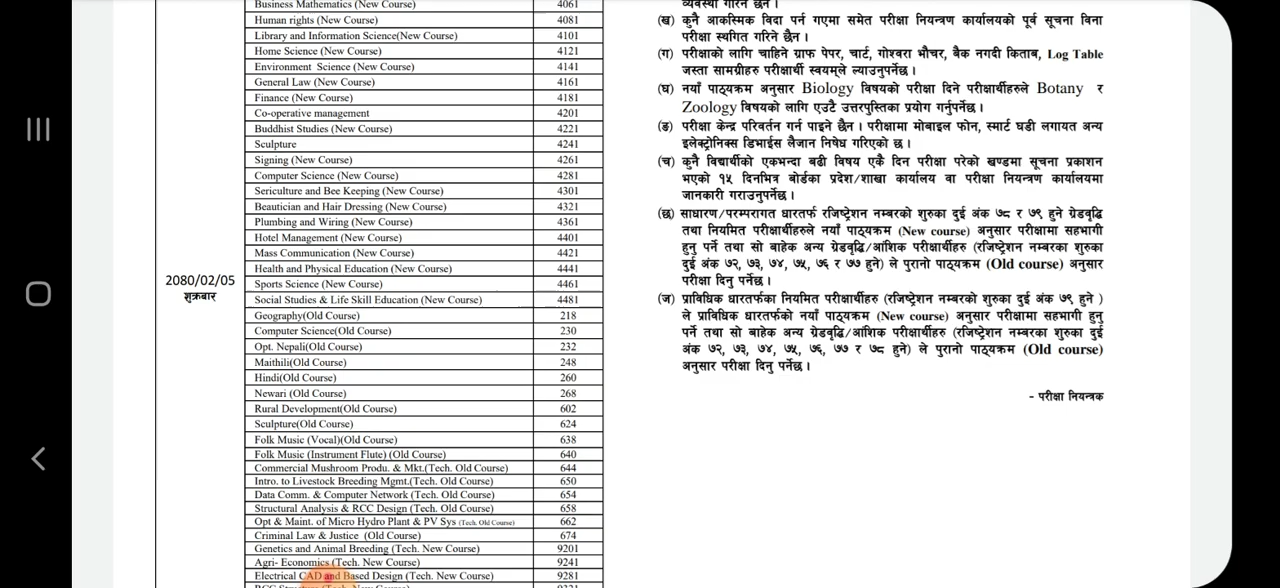 Business Mathematics (New Course) 4061
Human rights (New Course) 4081
Library and Information Science(New Course) 4101
Home Science (New Course) 4121
Environment Science (New Course) 4141
General Law (New Course) 4161
Finance (New Course) 4181
Co-operative management 4201
Buddhist Studies (New Course) 4221
Sculpture 4241
Signing (New Course) 4261
Computer Science (New Course) 4281
Sericulture and Bee Keeping (New Course) 4301
Beautician and Hair Dressing (New Course) 4321
Plumbing and Wiring (New Course) 4361
Hotel Management (New Course) 4401
Mass Communication (New Course) 4421
2080/02/05
शुक्रबार
Health and Physical Education (New Course) 4441
Sports Science (New Course) 4461
Social Studies & Life Skill Education (New Course) 4481
Geography(Old Course) 218
Computer Science(Old Course) 230
Opt. Nepali(Old Course) 232
Maithili(Old Course) 248
Hindi(Old Course) 260
Newari (Old Course) 268
Rural Development(Old Course) 602
Sculpture(Old Course) 624
Folk Music (Vocal)(Old Course) 638
Folk Music (Instrument Flute) (Old Course) 640
Commercial Mushroom Produ. & Mkt.(Tech. Old Course) 644
Intro. to Livestock Breeding Mgmt.(Tech. Old Course) 650
Data Comm. & Computer Network (Tech. Old Course) 654
Structural Analysis & RCC Design (Tech. Old Course) 658
Opt & Maint. of Micro Hydro Plant & PV Sys (Tech. Old Course) 662
Criminal Law & Justice (Old Course) 674
Genetics and Animal Breeding (Tech. New Course) 9201
Agri- Economics (Tech. New Course) 9241
Electrical CAD and Based Design (Tech. New Course) 9281
व्यवस्था गरिने छैन।
(ख) कुनै आकस्मिक विदा पर्न गएमा समेत परीक्षा नियन्त्रण कार्यालयको पूर्व सूचना विना
परीक्षा स्थगित गरिने छैन।
(ग) परीक्षाको लागि चाहिने ग्राफ पेपर, चार्ट, गोश्वरा भौचर, बैक नगदी किताब, Log Table
जस्ता सामग्रीहरु परीक्षार्थी स्वयम्ले ल्याउनुपर्नेछ।
(घ) नयाँ पाठ्यक्रम अनुसार Biology विषयको परीक्षा दिने परीक्षार्थीहरुले Botany र
Zoology विषयको लागि एउटै उत्तरपुस्तिका प्रयोग गर्नुपर्नेछ।
(ङ) परीक्षा केन्द्र परिवर्तन गर्न पाइने छैन। परीक्षामा मोबाइल फोन, स्मार्ट घडी लगायत अन्य
इलेक्ट्रोनिक्स डिभाईस लैजान निषेध गरिएको छ।
(च) कुनै विद्यार्थीको एकभन्दा बढी विषय एकै दिन परीक्षा परेको खण्डमा सूचना प्रकाशन
भएको १५ दिनभित्र बोर्डका प्रदेश/शाखा कार्यालय वा परीक्षा नियन्त्रण कार्यालयमा
जानकारी गराउनुपर्नेछ।
(छ) साधारण/परम्परागत धारतर्फ रजिष्ट्रेशन नम्बरको शुरुका दुई अंक ७८ र ७९ हुने ग्रेडवृद्धि
तथा नियमित परीक्षार्थीहरुले नयाँ पाठ्यक्रम (New course) अनुसार परीक्षामा सहभागी
हुनु पर्ने तथा सो बाहेक अन्य ग्रेडवृद्धि/आंशिक परीक्षार्थीहरु (रजिष्ट्रेशन नम्बरका शुरुका
दुई अंक ७२, ७३, ७४, ७५, ७६ र ७७ हुने) ले पुरानो पाठ्यक्रम (Old course) अनुसार
परीक्षा दिनु पर्नेछ।
(ज) प्राविधिक धारतर्फका नियमित परीक्षार्थीहरु (रजिष्ट्रेशन नम्बरको शुरुका दुई अंक ७९ हुने )
ले प्राविधिक धारतर्फको नयाँ पाठ्यक्रम (New course) अनुसार परीक्षामा सहभागी हुनु
पर्ने तथा सो बाहेक अन्य ग्रेडवृद्धि/आंशिक परीक्षार्थीहरु (रजिष्ट्रेशन नम्बरका शुरुका दुई
अंक ७२, ७३, ७४, ७५, ७६, ७७ र ७८ हुने) ले पुरानो पाठ्यक्रम (Old course)
अनुसार परीक्षा दिनु पर्नेछ।
- परीक्षा नियन्त्रक